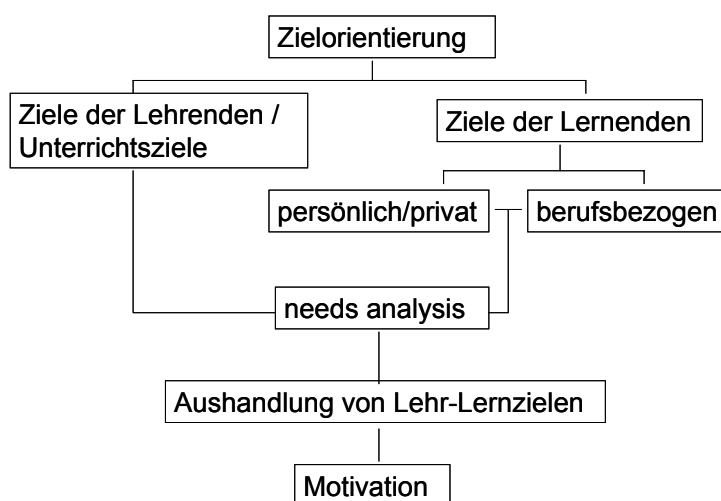 Zielorientierung
Ziele der Lehrenden /
Unterrichtsziele
Ziele der Lernenden
persönlich/privat
berufsbezogen
needs analysis
Aushandlung von Lehr-Lernzielen
Motivation